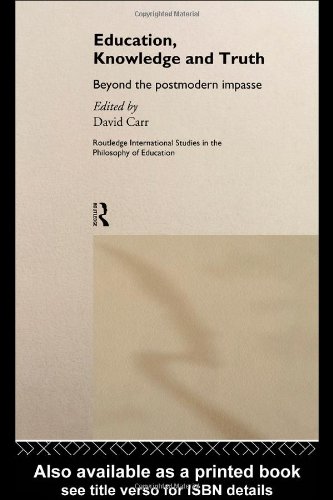 Education,
Knowledge and Truth
Beyond the postmodern impasse
Edited by
David Carr
Routledge International Studies in the
Philosophy of Education
ROUTLEDGE
Also available as a printed book
see title verso for ISBN details